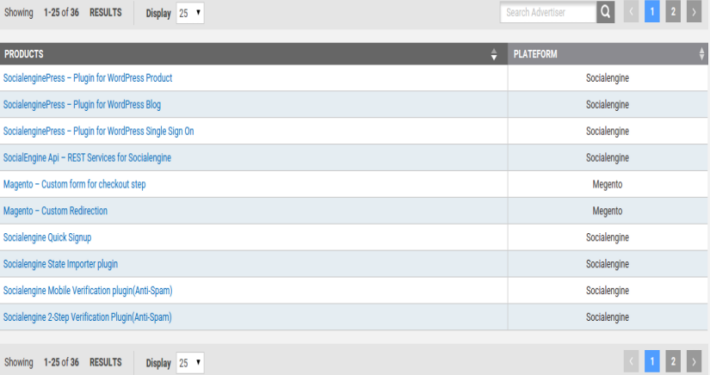 Showing 1-25 of 36 RESULTS Display 25 Search Advertiser 1 2
PRODUCTS PLATEFORM
SocialenginePress – Plugin for WordPress Product Socialengine
SocialenginePress – Plugin for WordPress Blog Socialengine
SocialenginePress – Plugin for WordPress Single Sign On Socialengine
SocialEngine Api – REST Services for Socialengine Socialengine
Magento – Custom form for checkout step Megento
Magento – Custom Redirection Megento
Socialengine Quick Signup Socialengine
Socialengine State Importer plugin Socialengine
Socialengine Mobile Verification plugin(Anti-Spam) Socialengine
Socialengine 2-Step Verification Plugin(Anti-Spam) Socialengine
Showing 1-25 of 36 RESULTS Display 25 1 2